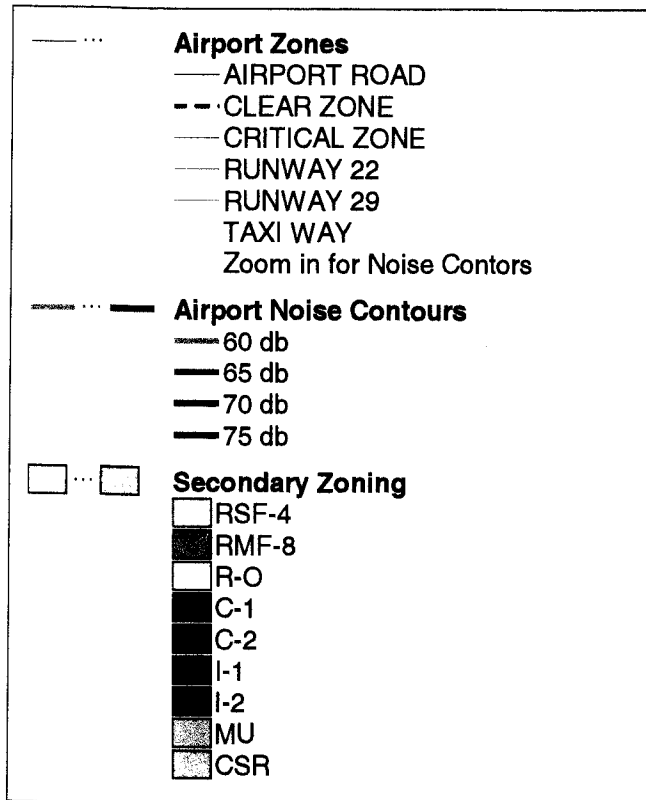 Airport Zones
AIRPORT ROAD
CLEAR ZONE
CRITICAL ZONE
RUNWAY 22
RUNWAY 29
TAXI WAY
Zoom in for Noise Contors
Airport Noise Contours
60 db
65 db
70 db
75 db
Secondary Zoning
RSF-4
RMF-8
R-O
C-1
C-2
I-1
I-2
MU
CSR